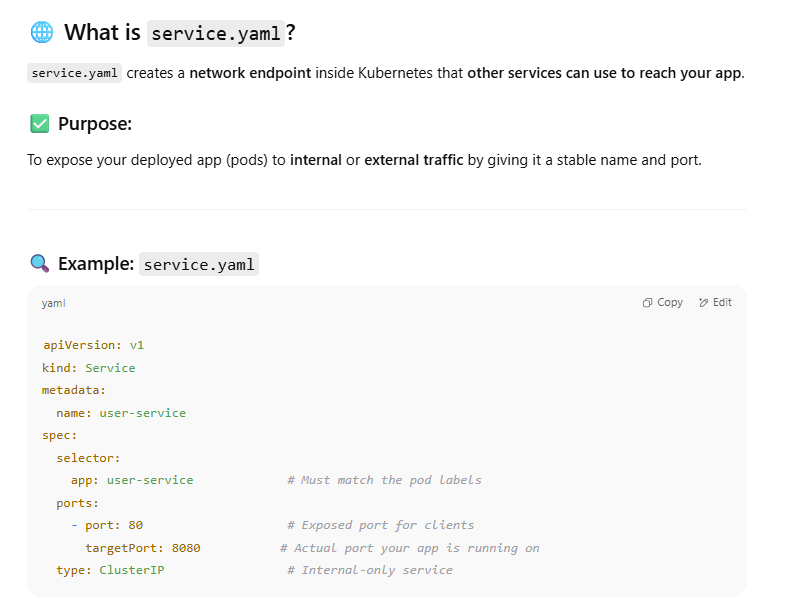 🌐 What is service.yaml?
service.yaml creates a network endpoint inside Kubernetes that other services can use to reach your app.
✅ Purpose:
To expose your deployed app (pods) to internal or external traffic by giving it a stable name and port.
🔍 Example: service.yaml
yaml Copy Edit
apiVersion: v1
kind: Service
metadata:
  name: user-service
spec:
  selector:
    app: user-service             # Must match the pod labels
  ports:
    - port: 80                    # Exposed port for clients
      targetPort: 8080           # Actual port your app is running on
  type: ClusterIP                 # Internal-only service